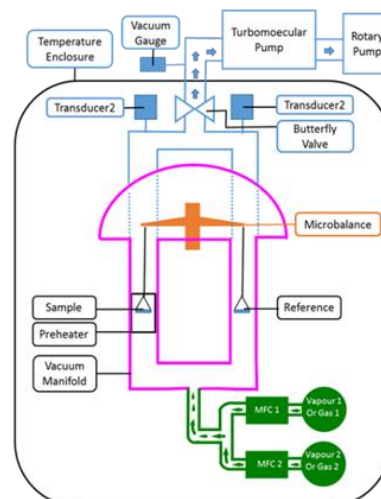 Vacuum
Gauge
Turbomoecular
Pump
Rotary
Pump
Temperature
Enclosure
Transducer2
Transducer2
Butterfly
Valve
Microbalance
Sample
Reference
Preheater
Vacuum
Manifold
MFC 1
Vapour 1
Or Gas 1
MFC 2
Vapour 2
Or Gas 2